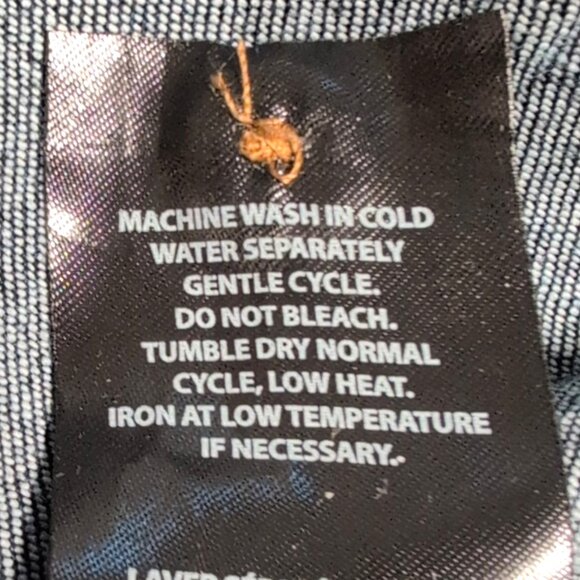 MACHINE WASH IN COLD
WATER SEPARATELY
GENTLE CYCLE.
DO NOT BLEACH.
TUMBLE DRY NORMAL
CYCLE, LOW HEAT.
IRON AT LOW TEMPERATURE
IF NECESSARY.
LAVER